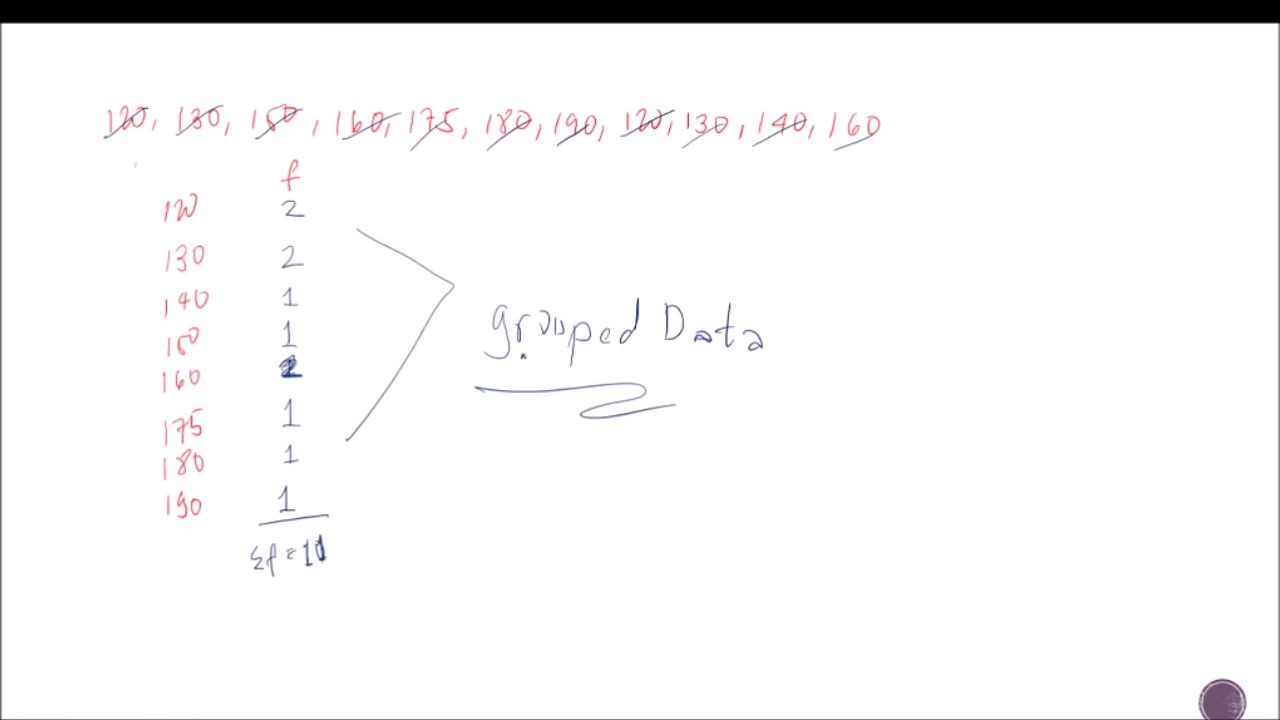 120, 130, 150, 160, 175, 180, 190, 120, 130, 140, 160
f
120 2
130 2
140 1
150 1
160 2
175 1
180 1
190 1
Σf = 11
grouped Data